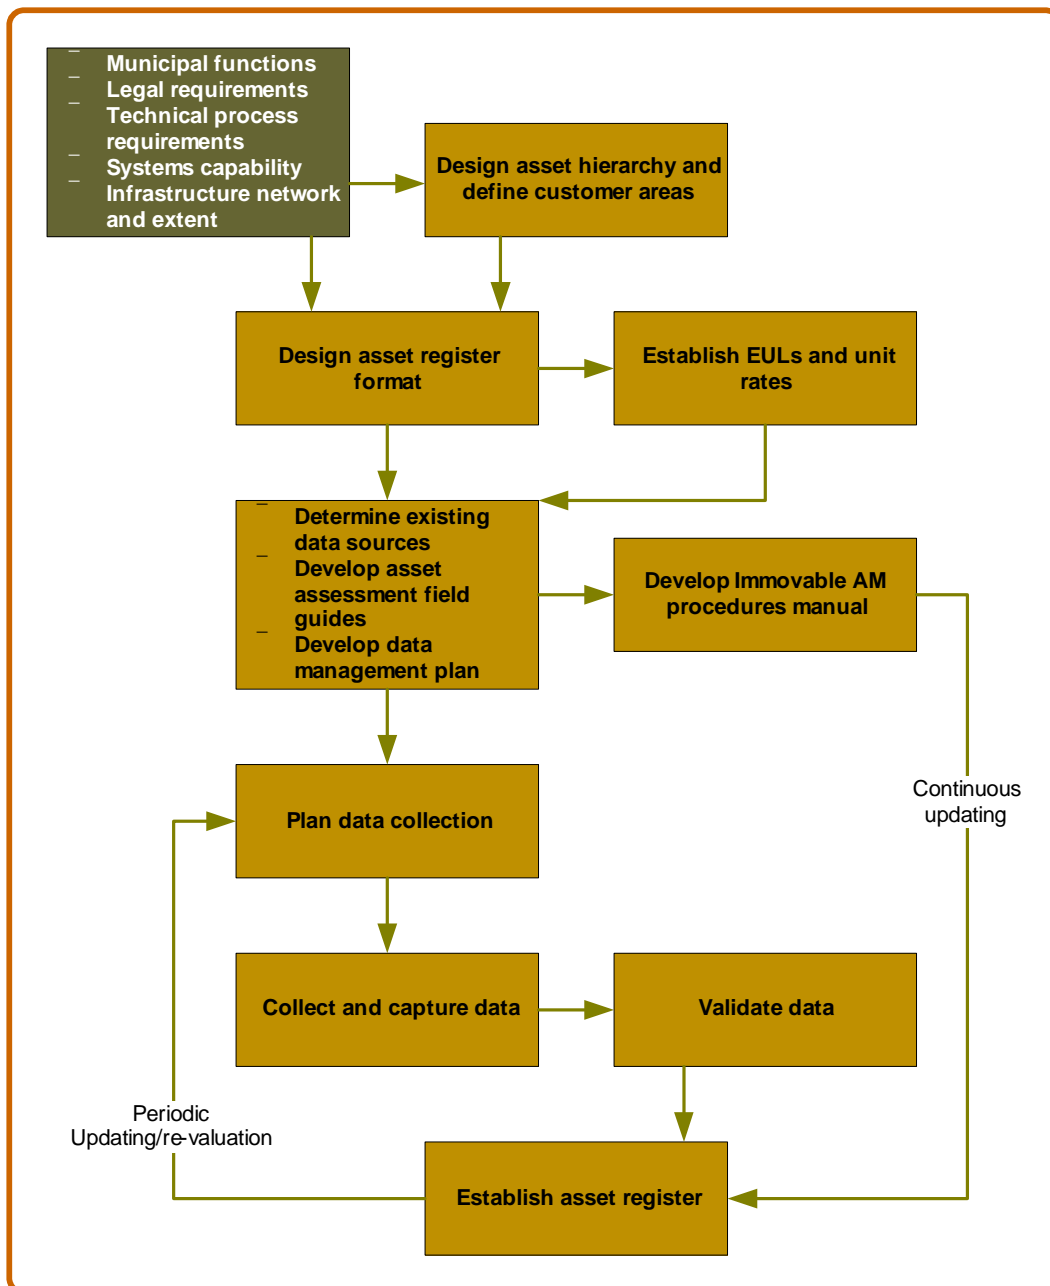 – Municipal functions
– Legal requirements
– Technical process
requirements
– Systems capability
– Infrastructure network
and extent
Design asset hierarchy and
define customer areas
Design asset register
format
Establish EULs and unit
rates
– Determine existing
data sources
– Develop asset
assessment field
guides
– Develop data
management plan
Develop Immovable AM
procedures manual
Plan data collection
Continuous
updating
Collect and capture data
Validate data
Periodic
Updating/re-valuation
Establish asset register